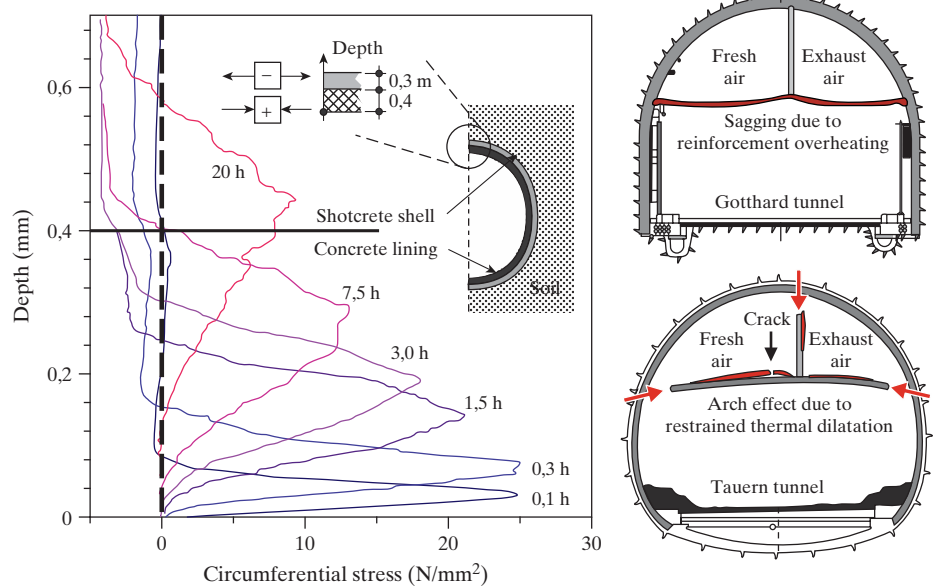 Depth (mm)
0,6
0,4
0,2
0
0
10
20
30
Circumferential stress (N/mm²)
Depth
−
+
0,3 m
0,4
20 h
7,5 h
3,0 h
1,5 h
0,3 h
0,1 h
Shotcrete shell
Concrete lining
Soil
Fresh
air
Exhaust
air
Sagging due to
reinforcement overheating
Gotthard tunnel
Crack
Fresh
air
Exhaust
air
Arch effect due to
restrained thermal dilatation
Tauern tunnel